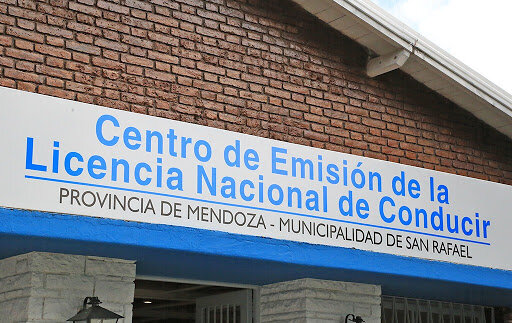 Centro de Emisión de la
Licencia Nacional de Conducir
PROVINCIA DE MENDOZA - MUNICIPALIDAD DE SAN RAFAEL